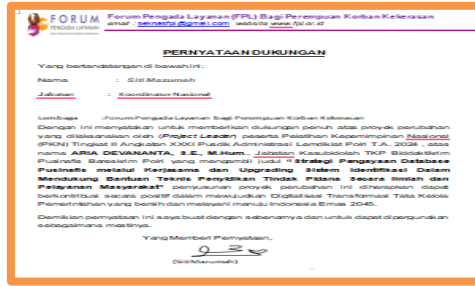 FORUM
PENGADA LAYANAN
Forum Pengada Layanan (FPL) Bagi Perempuan Korban Kekerasan
email : seknasfpl@gmail.com website www.fpl.or.id
PERNYATAAN DUKUNGAN
Yang bertandatangan di bawah ini:
Nama : Siti Mazumah
Jabatan : Koordinator Nasional
Lembaga :Forum Pengada Layanan bagi Perempuan Korban Kekerasan
Dengan ini menyatakan untuk memberikan dukungan penuh atas proyek perubahan
yang dilaksanakan oleh (Project Leader) peserta Pelatihan Kepemimpinan Nasional
(PKN) Tingkat II Angkatan XXXI Pusdik Administrasi Lemdiklat Polri T.A. 2024 , atas
nama ARIA DEVANANTA, S.E., M.Hum., Jabatan Kasubbidolah TKP Biddaktrim
Pusinafis Bareskrim Polri yang mengambil judul "Strategi Pengayaan Database
Pusinafis melalui Kerjasama dan Upgrading Sistem Identifikasi Dalam
Mendukung Bantuan Teknis Penyidikan Tindak Pidana Secara Ilmiah dan
Pelayanan Masyarakat" penyusunan proyek perubahan ini diharapkan dapat
berkontribusi secara positif dalam mewujudkan Digitalisasi Transformasi Tata Kelola
Pemerintahan yang bersih dan melayani menuju Indonesia Emas 2045.
Demikian pernyataan ini saya buat dengan sebenarnya dan untuk dapat dipergunakan
sebagaimana mestinya.
Yang Memberi Pernyataan,
(Siti Mazumah)